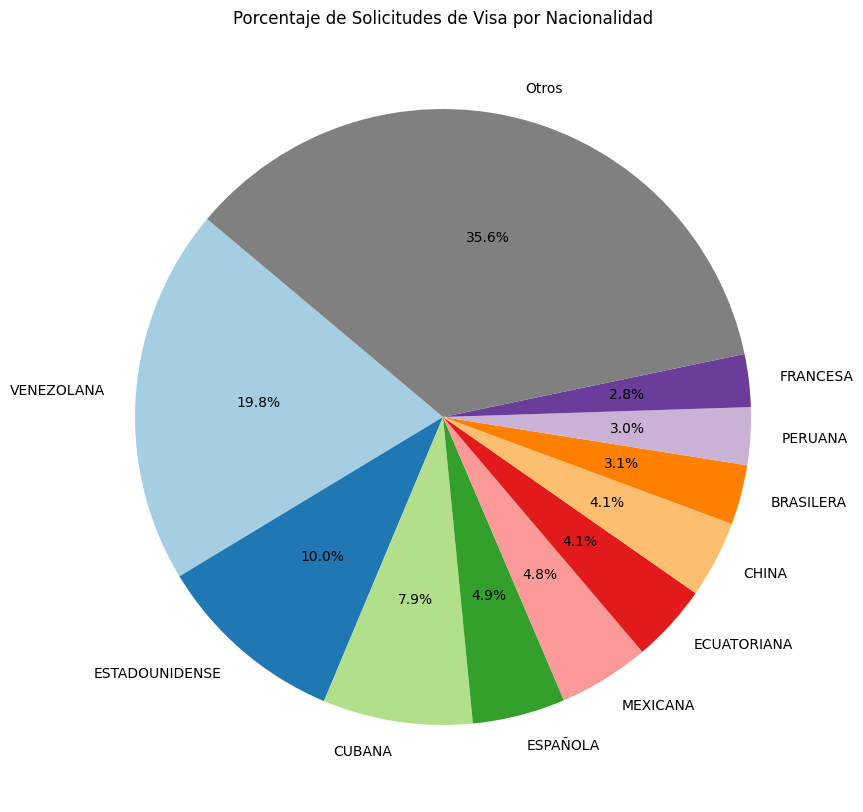 Porcentaje de Solicitudes de Visa por Nacionalidad
Otros
35.6%
VENEZOLANA
19.8%
ESTADOUNIDENSE
10.0%
CUBANA
7.9%
ESPAÑOLA
4.9%
MEXICANA
4.8%
ECUATORIANA
4.1%
CHINA
4.1%
BRASILERA
3.1%
PERUANA
3.0%
FRANCESA
2.8%